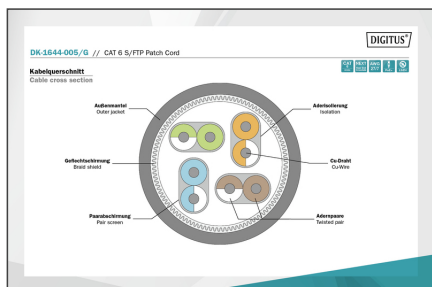 DIGITUS®
DK-1644-005/G // CAT 6 S/FTP Patch Cord
Kabelquerschnitt
Cable cross section
Außenmantel
Outer jacket
Aderisolierung
Isolation
Geflechtschirmung
Braid shield
Cu-Draht
Cu-Wire
Paarabschirmung
Pair screen
Adernpaare
Twisted pair